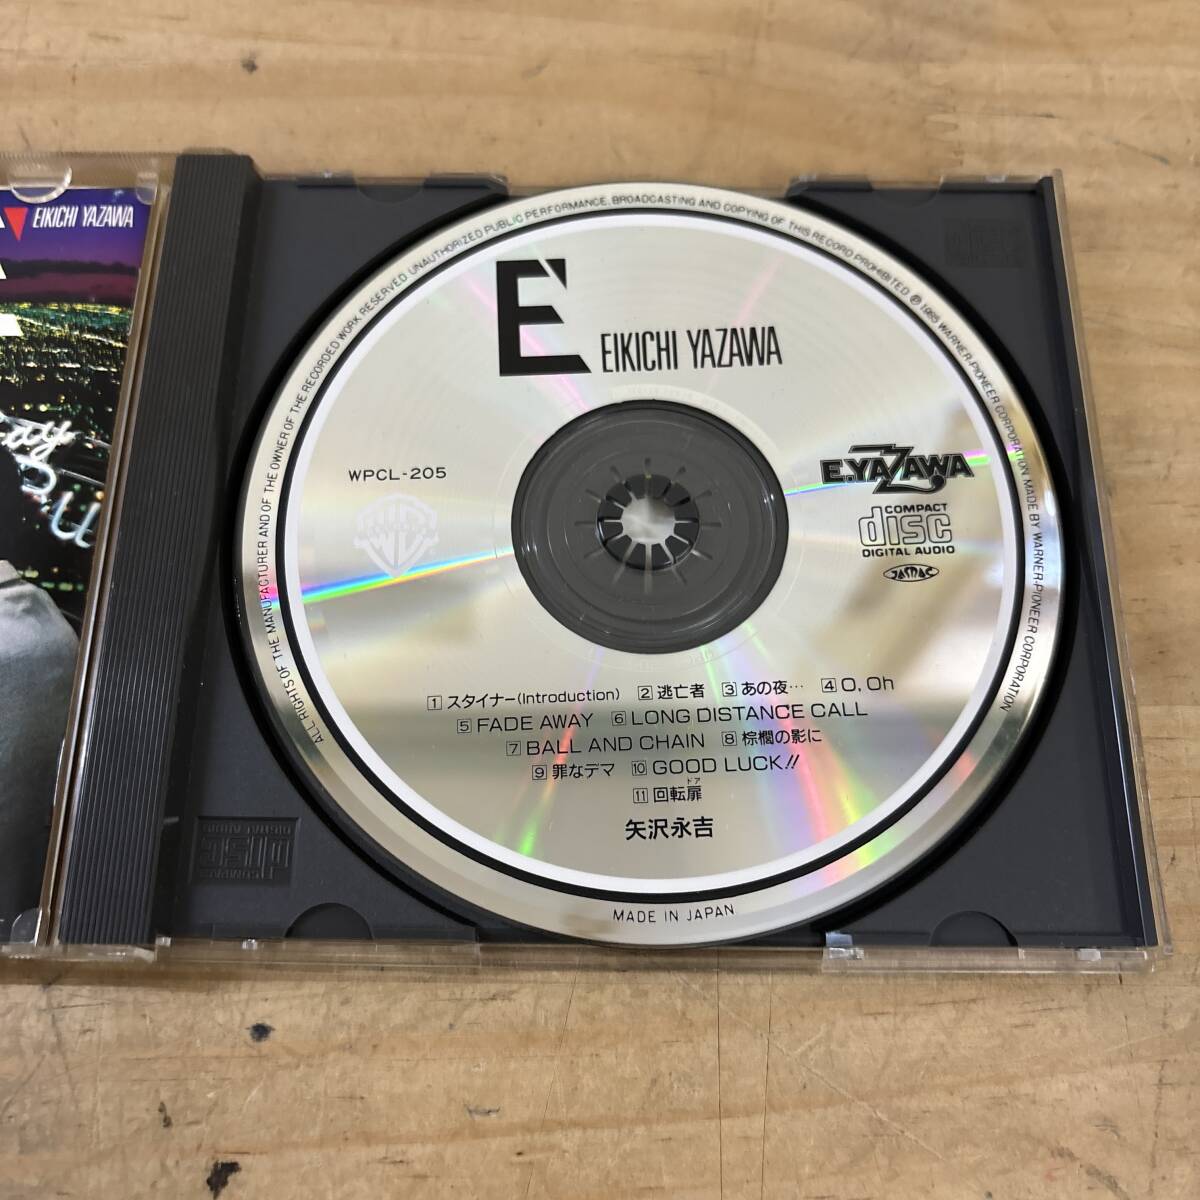 EIKICHI YAZAWA
ALL RIGHTS OF THE MANUFACTURER AND OF THE OWNER OF THE RECORDED WORK RESERVED UNAUTHORIZED PUBLIC PERFORMANCE, BROADCASTING AND COPYING OF THIS RECORD PROHIBITED Ⓟ 1985 WARNER-PIONEER CORPORATION MADE BY WARNER-PIONEER CORPORATION
E'
EIKICHI YAZAWA
WPCL-205
E.YAZAWA
COMPACT
disc
DIGITAL AUDIO
JASRAC
1 スタイナー(Introduction) 2 逃亡者 3 あの夜… 4 O, Oh
5 FADE AWAY 6 LONG DISTANCE CALL
7 BALL AND CHAIN 8 棕櫚の影に
9 罪なデマ 10 GOOD LUCK!!
11 回転扉
ドア
矢沢永吉
MADE IN JAPAN